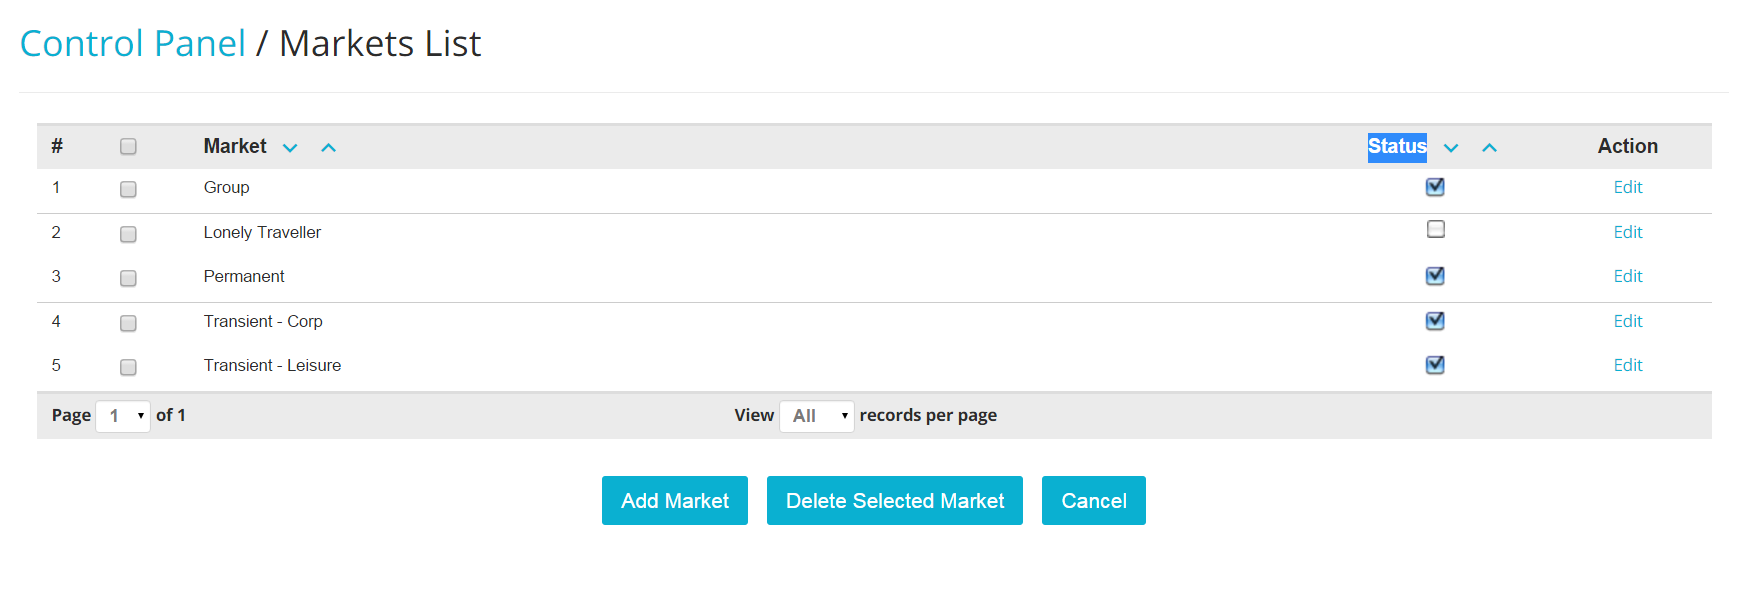 Control Panel / Markets List
# Market Status Action
1 Group Edit
2 Lonely Traveller Edit
3 Permanent Edit
4 Transient - Corp Edit
5 Transient - Leisure Edit
Page 1 of 1 View All records per page
Add Market Delete Selected Market Cancel